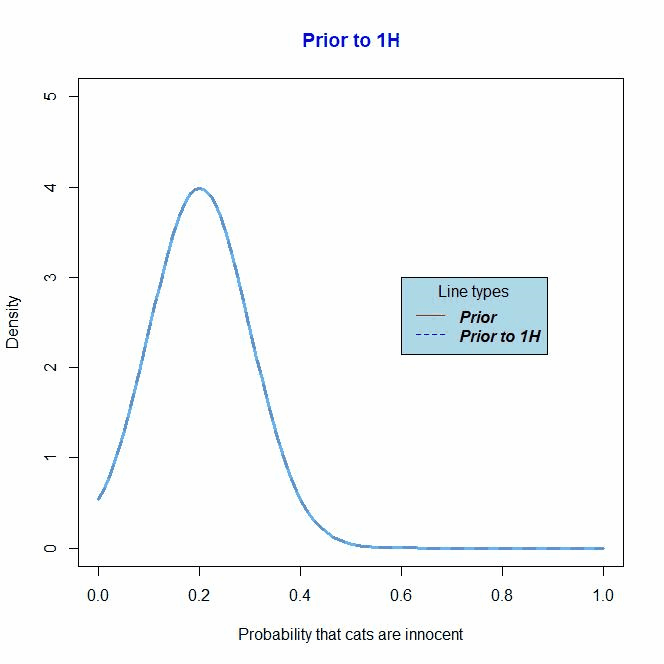 Prior to 1H
5
4
3
2
1
0
Density
Line types
Prior
Prior to 1H
0.0 0.2 0.4 0.6 0.8 1.0
Probability that cats are innocent